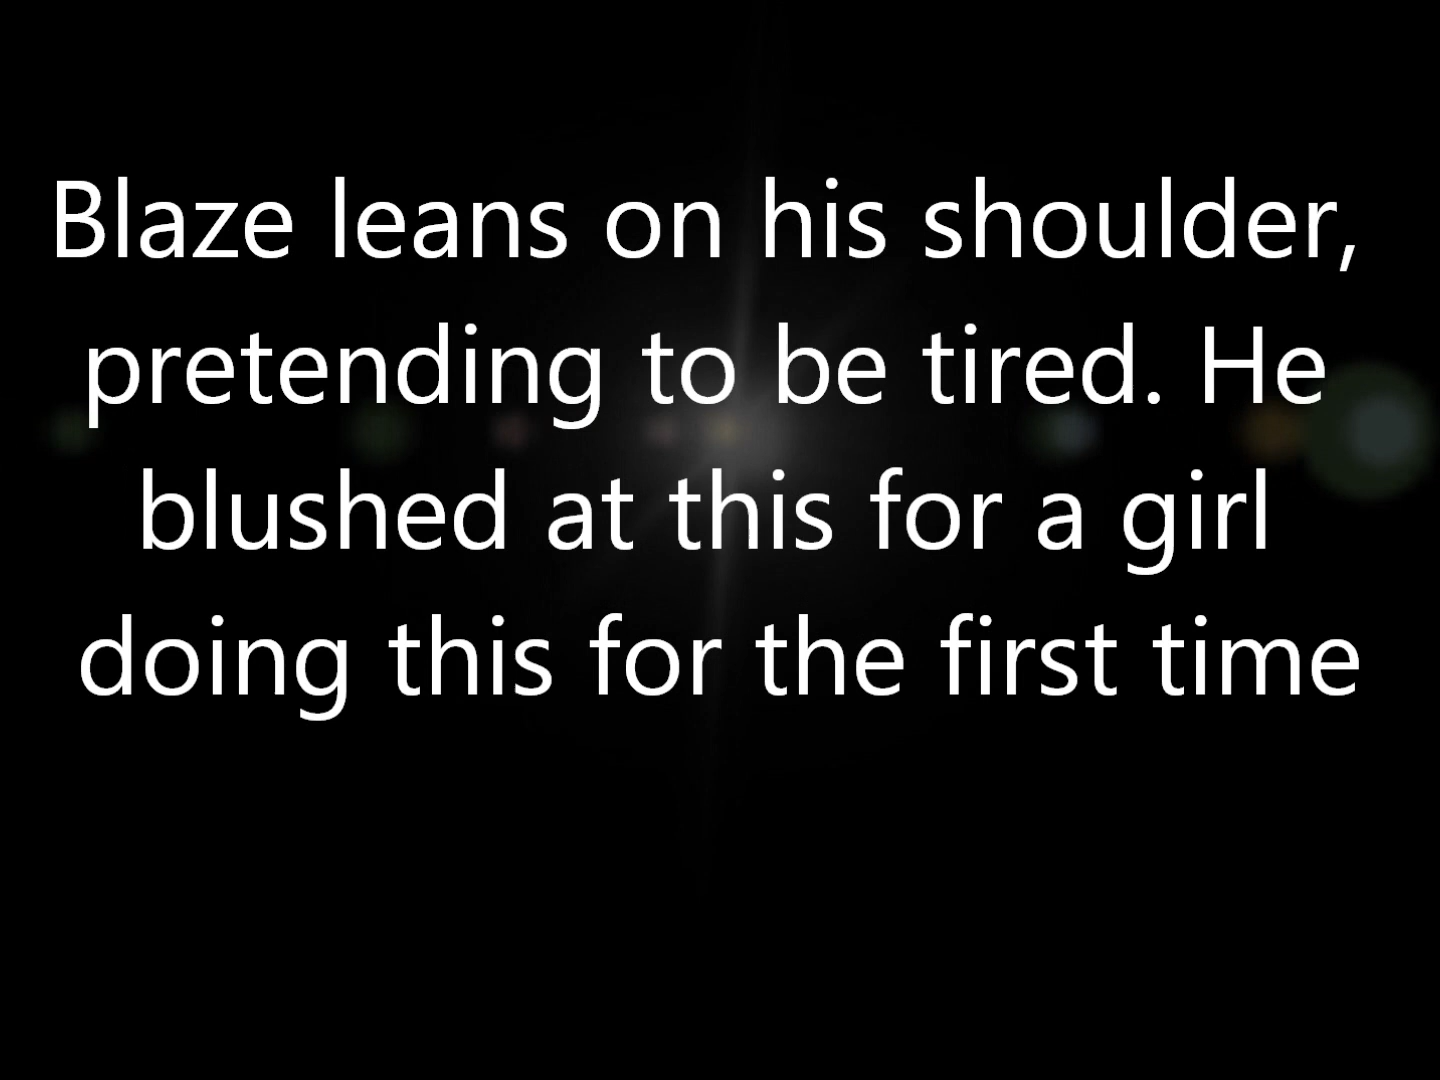 Blaze leans on his shoulder,
pretending to be tired. He
blushed at this for a girl
doing this for the first time